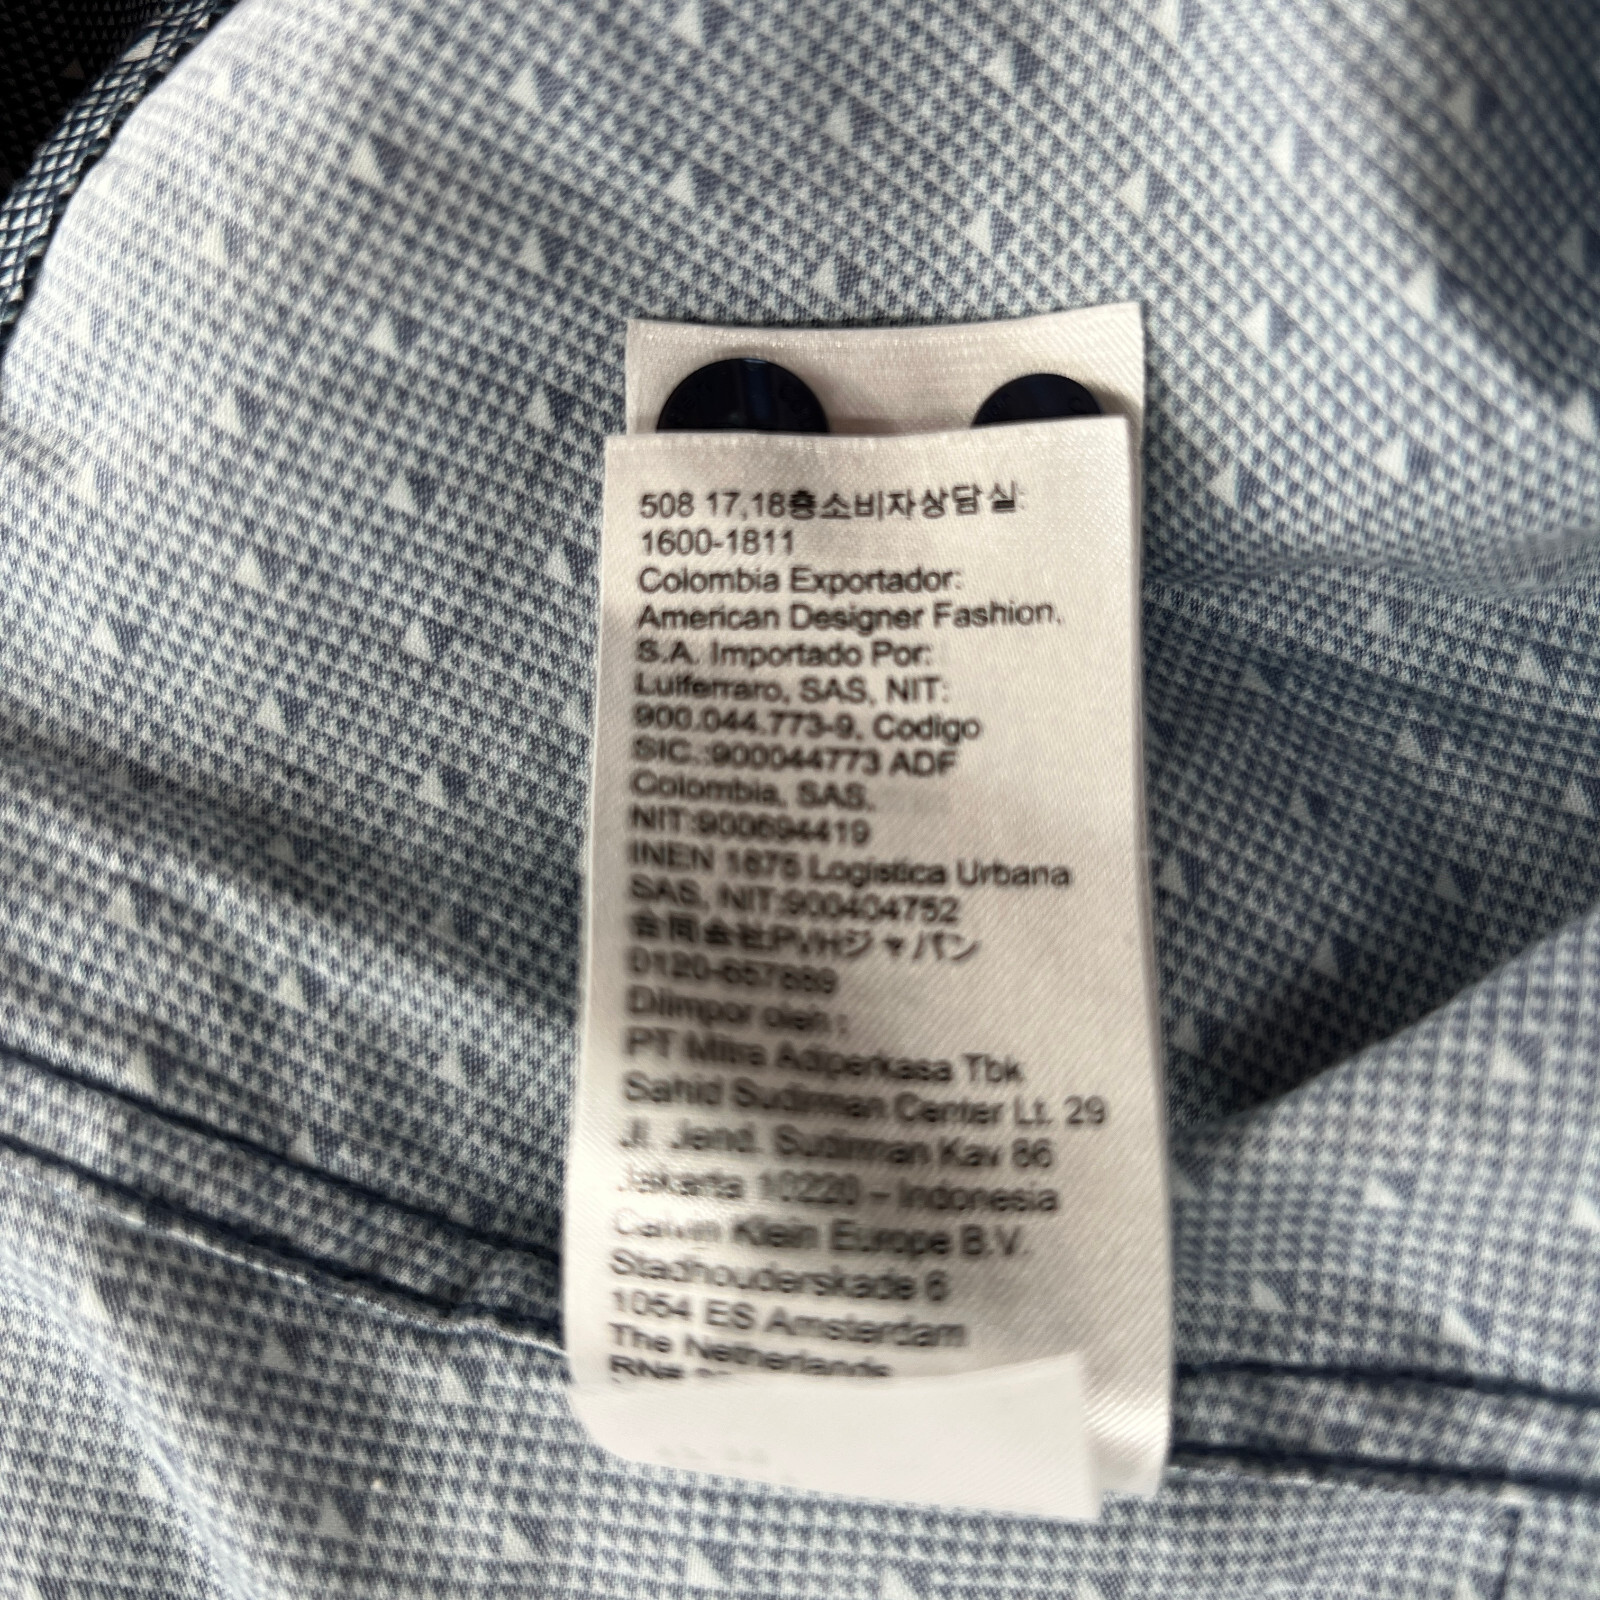 508 17,18층소비자상담실:
1600-1811
Colombia Exportador:
American Designer Fashion,
S.A. Importado Por:
Luiferraro, SAS, NIT:
900.044.773-9, Codigo
SIC.:900044773 ADF
Colombia, SAS,
NIT:900694419
INEN 1875 Logistica Urbana
SAS, NIT:900404752
合同会社PVHジャパン
0120-657889
Diimpor oleh :
PT Mitra Adiperkasa Tbk
Sahid Sudirman Center Lt. 29
Jl. Jend. Sudirman Kav 86
Jakarta 10220 – Indonesia
Calvin Klein Europe B.V.
Stadhouderskade 6
1054 ES Amsterdam
The Netherlands
RN#